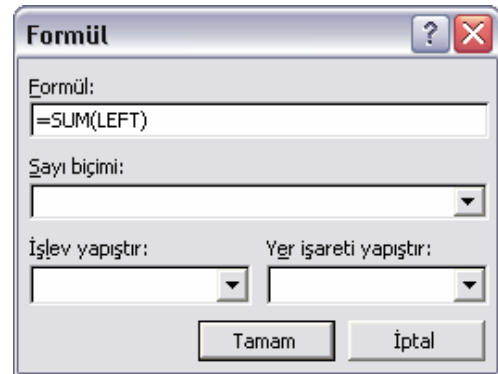 Formül
Formül:
=SUM(LEFT)
Sayı biçimi:
İşlev yapıştır: Yer işareti yapıştır:
Tamam İptal